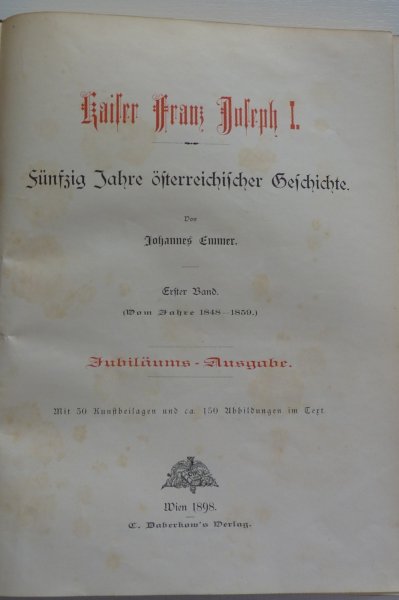 Kaiser Franz Joseph I.
Fünfzig Jahre österreichischer Geschichte.
Von
Johannes Emmer.
Erster Band.
(Vom Jahre 1848—1859.)
Jubiläums-Ausgabe.
Mit 50 Kunstbeilagen und ca. 150 Abbildungen im Text
Wien 1898.
C. Daberkow's Verlag.